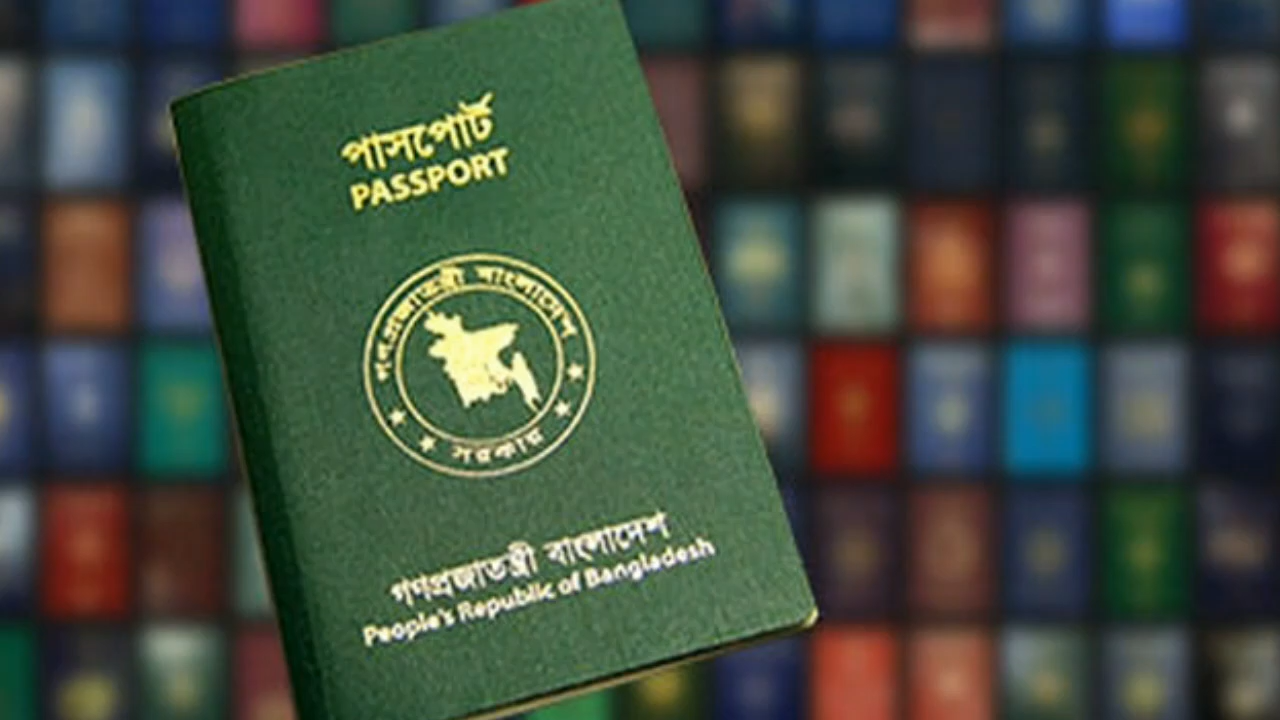 পাসপোর্ট
PASSPORT
গণপ্রজাতন্ত্রী বাংলাদেশ
সরকার
গণপ্রজাতন্ত্রী বাংলাদেশ
People's Republic of Bangladesh